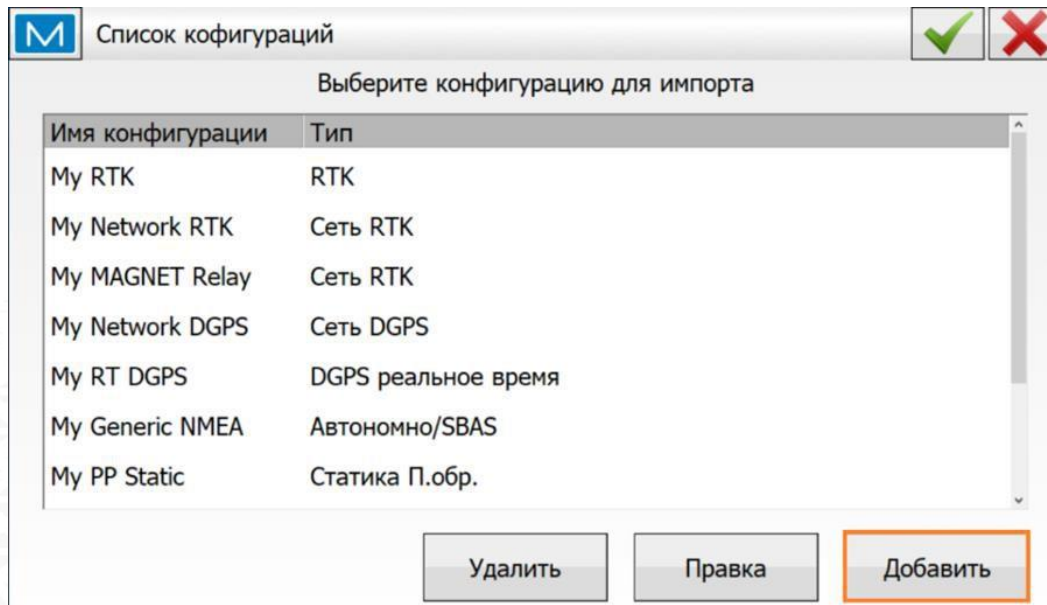 Список кофигураций
Выберите конфигурацию для импорта
Имя конфигурации Тип
My RTK RTK
My Network RTK Сеть RTK
My MAGNET Relay Сеть RTK
My Network DGPS Сеть DGPS
My RT DGPS DGPS реальное время
My Generic NMEA Автономно/SBAS
My PP Static Статика П.обр.
Удалить Правка Добавить